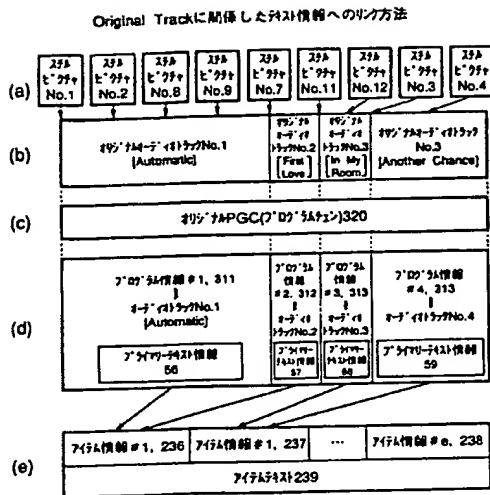 Original Trackに関係したテキスト情報へのリンク方法
(a)
スチルピクチャNo.1
スチルピクチャNo.2
スチルピクチャNo.8
スチルピクチャNo.9
スチルピクチャNo.7
スチルピクチャNo.11
スチルピクチャNo.12
スチルピクチャNo.3
スチルピクチャNo.4
(b)
オリジナルオーディオトラックNo.1
[Automatic]
オリジナル
オーディオ
トラックNo.2
[First
Love]
オリジナル
オーディオ
トラックNo.3
[In My
Room]
オリジナルオーディオトラック
No.3
[Another Chance]
(c)
オリジナルPGC(プログラムチェン)320
(d)
プログラム情報#1, 311
オーディオトラックNo.1
[Automatic]
プライマリーテキスト情報
56
プログラム情報
#2, 312
オーディオ
トラックNo.2
プライマリーテキスト情報
57
プログラム情報
#3, 313
オーディオ
トラックNo.3
プライマリーテキスト情報
プログラム情報
#4, 313
オーディオトラックNo.4
プライマリーテキスト情報
59
(e)
アイテム情報#1, 236
アイテム情報#1, 237
…
アイテム情報#e, 238
アイテムテキスト239